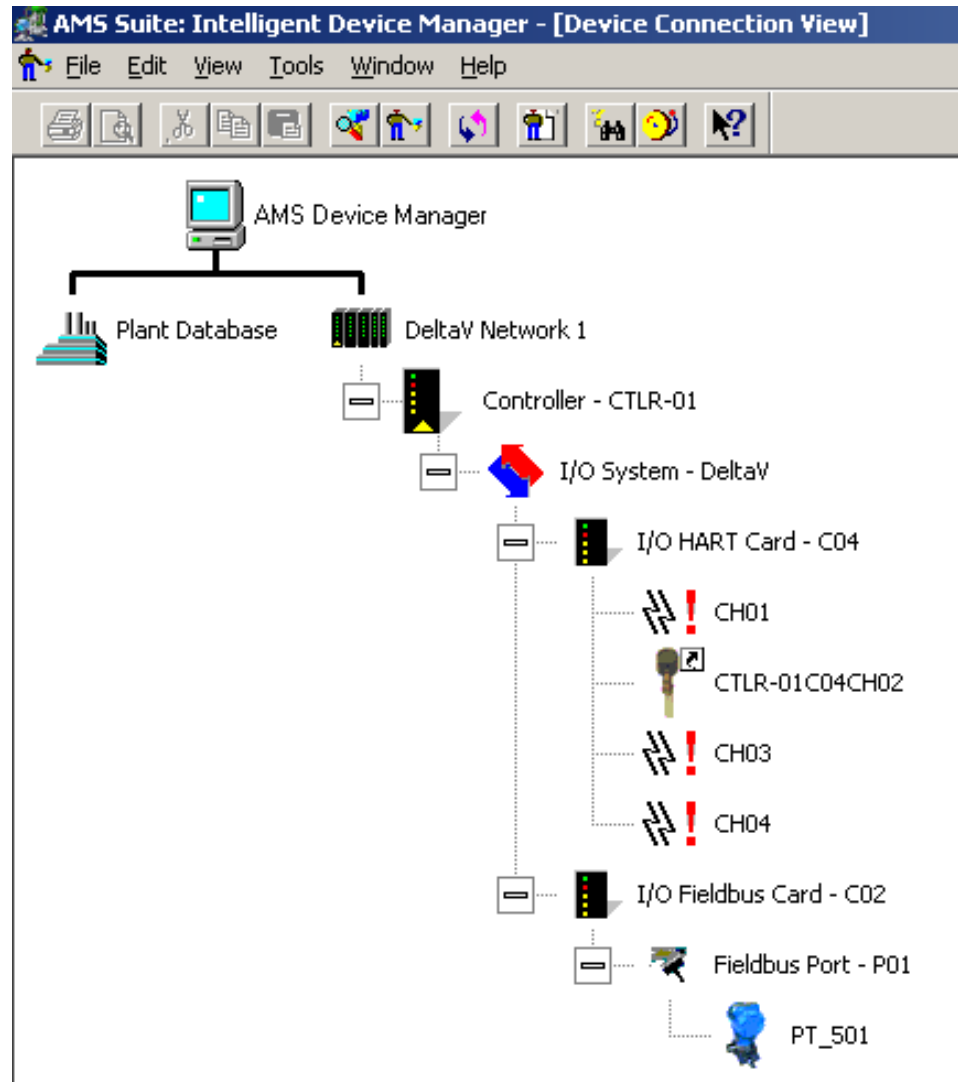 AMS Suite: Intelligent Device Manager - [Device Connection View]
File Edit View Tools Window Help
AMS Device Manager
Plant Database
DeltaV Network 1
Controller - CTLR-01
I/O System - DeltaV
I/O HART Card - C04
CH01
CTLR-01C04CH02
CH03
CH04
I/O Fieldbus Card - C02
Fieldbus Port - P01
PT_501